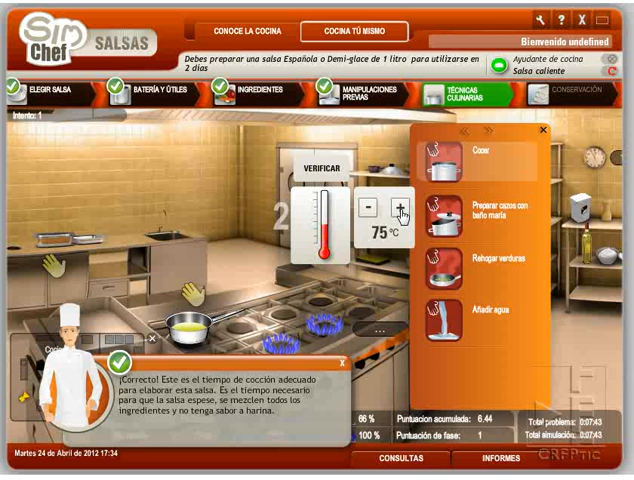 SIM
Chef
SALSAS
CONOCE LA COCINA
COCINA TÚ MISMO
?
X
Bienvenido undefined
Debes preparar una salsa Española o Demi-glace de 1 litro para utilizarse en
2 días
Ayudante de cocina
Salsa caliente
ELEGIR SALSA
BATERÍA Y ÚTILES
INGREDIENTES
MANIPULACIONES
PREVIAS
TÉCNICAS
CULINARIAS
CONSERVACIÓN
Intento: 1
VERIFICAR
2
-
+
75 ºC
Cocer
Preparar cazos con
baño maría
Rehogar verduras
Añadir agua
...
¡Correcto! Este es el tiempo de cocción adecuado
para elaborar esta salsa. Es el tiempo necesario
para que la salsa espese, se mezclen todos los
ingredientes y no tenga sabor a harina.
66 %
Puntuacion acumulada: 6.44
Total problema: 0:07:43
100 %
Puntuación de fase: 1
Total simulación: 0:07:43
CREPTIC
Martes 24 de Abril de 2012 17:34
CONSULTAS
INFORMES